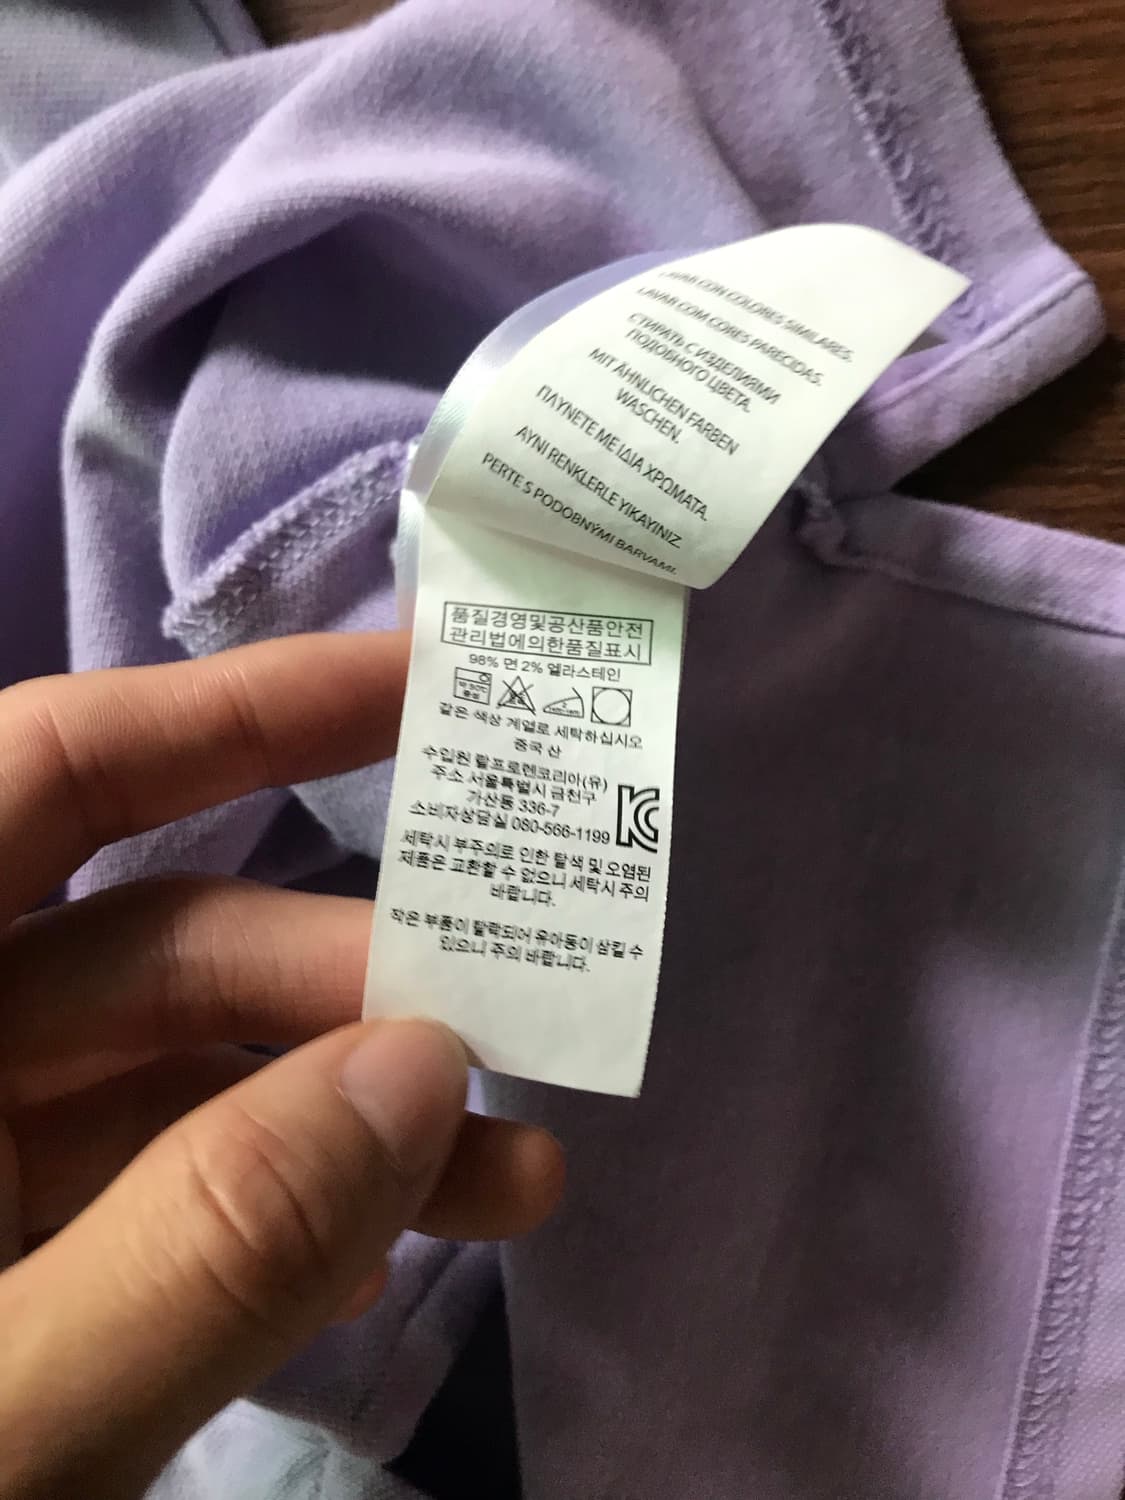 LAVAR CON COLORES SIMILARES.
LAVAR COM CORES PARECIDAS.
СТИРАТЬ С ИЗДЕЛИЯМИ
ПОДОБНОГО ЦВЕТА.
MIT ÄHNLICHEN FARBEN
WASCHEN.
ΠΛΥΝΕΤΕ ΜΕ ΙΔΙΑ ΧΡΩΜΑΤΑ.
AYNI RENKLERLE YIKAYINIZ.
PERTE S PODOBNÝMI BARVAMI.
품질경영및공산품안전
관리법에의한품질표시
98% 면 2% 엘라스테인
약 30℃
중성
같은 색상 계열로 세탁하십시오
중국 산
수입원 랄프로렌코리아(유)
주소 서울특별시 금천구
가산동 336-7
소비자상담실 080-566-1199
세탁시 부주의로 인한 탈색 및 오염된
제품은 교환할 수 없으니 세탁시 주의
바랍니다.
작은 부품이 탈락되어 유아동이 삼킬 수
있으니 주의 바랍니다.